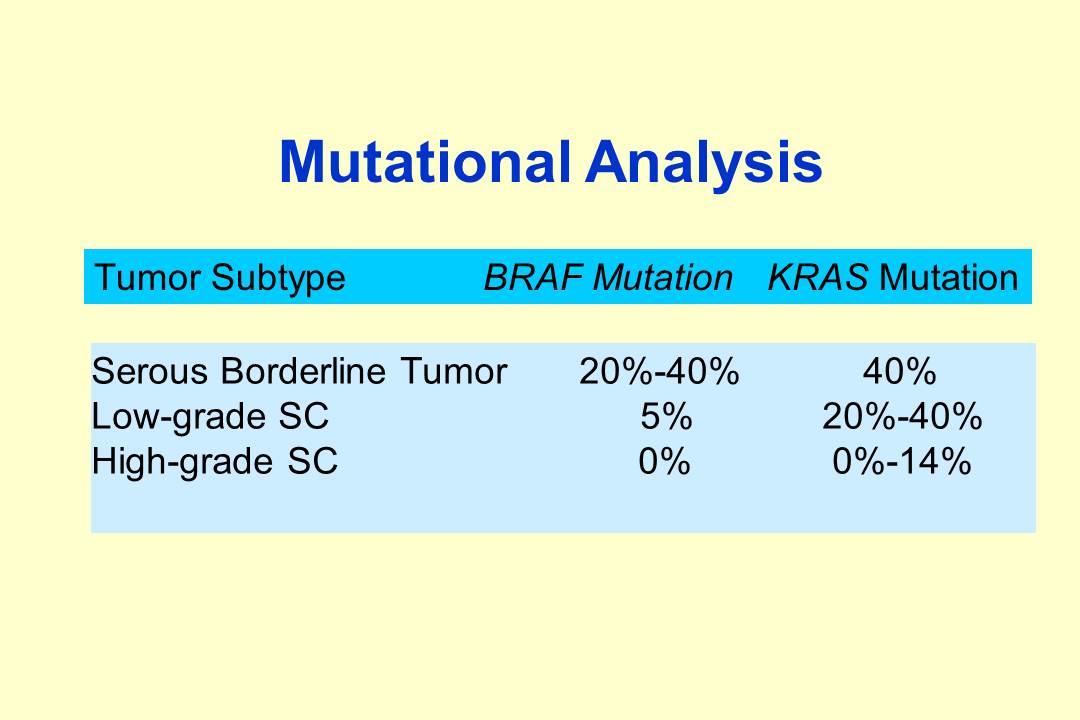 Mutational Analysis
Tumor Subtype BRAF Mutation KRAS Mutation
Serous Borderline Tumor 20%-40% 40%
Low-grade SC 5% 20%-40%
High-grade SC 0% 0%-14%